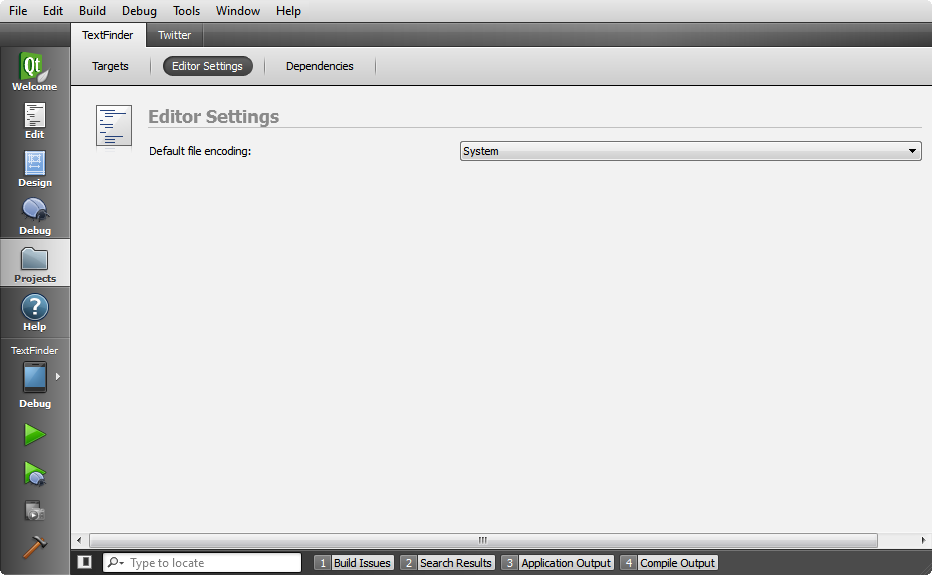 File Edit Build Debug Tools Window Help
TextFinder Twitter
Targets Editor Settings Dependencies
Qt
Welcome
Edit
Design
Debug
Projects
?
Help
TextFinder
Debug
Editor Settings
Default file encoding: System
Type to locate 1 Build Issues 2 Search Results 3 Application Output 4 Compile Output